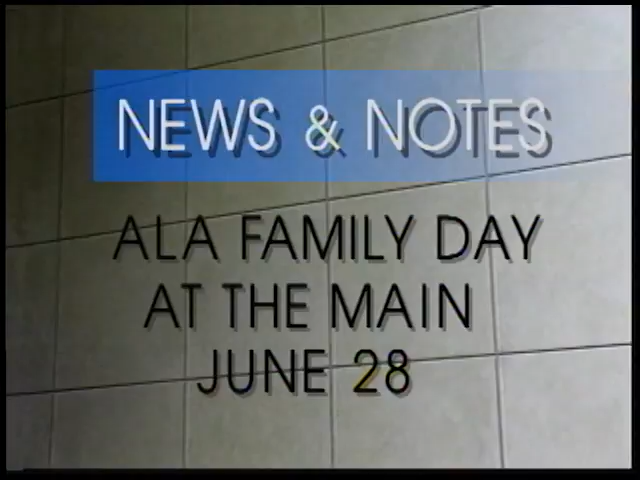 NEWS & NOTES
ALA FAMILY DAY
AT THE MAIN
JUNE 28